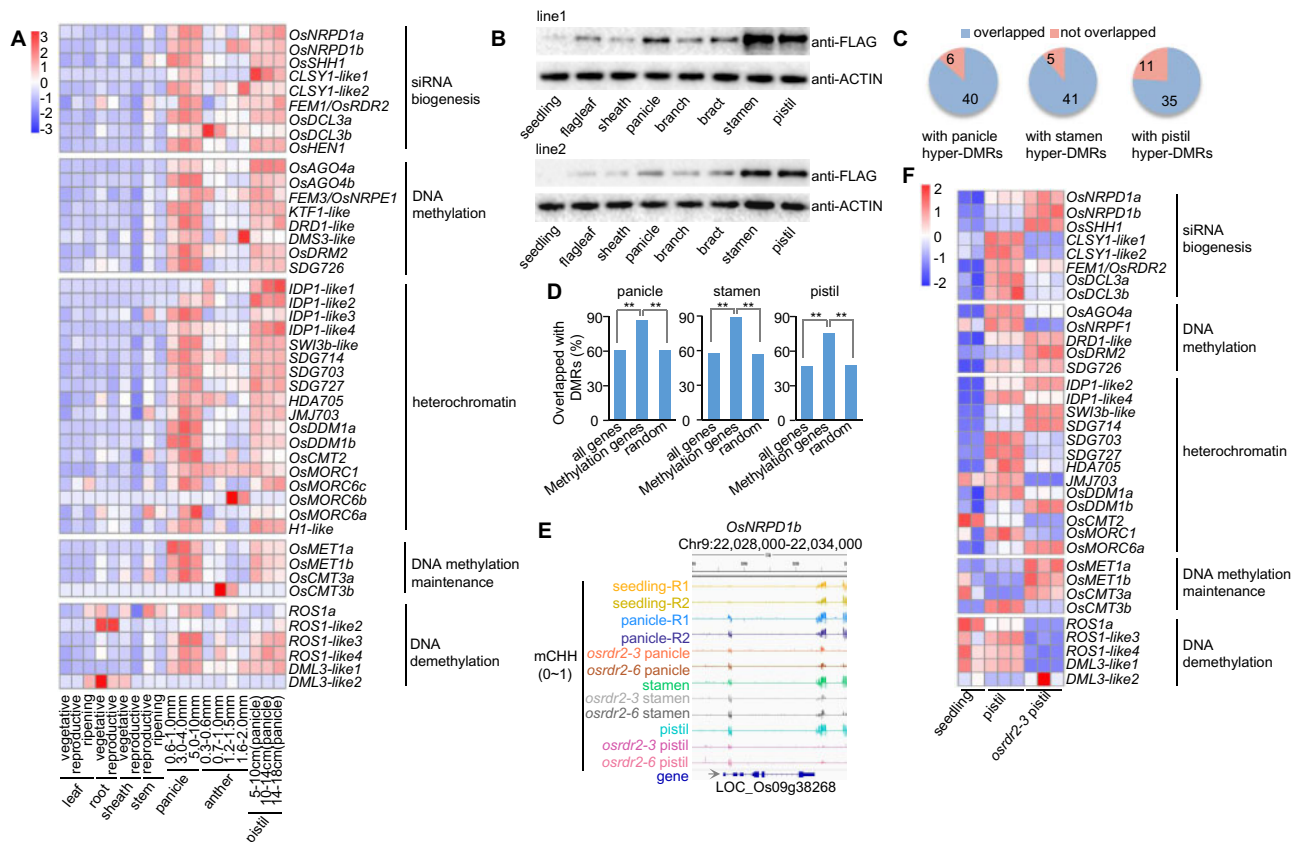 A
3
2
1
0
-1
-2
-3
OsNRPD1a
OsNRPD1b
OsSHH1
CLSY1-like1
CLSY1-like2
FEM1/OsRDR2
OsDCL3a
OsDCL3b
OsHEN1
siRNA
biogenesis
OsAGO4a
OsAGO4b
FEM3/OsNRPE1
KTF1-like
DRD1-like
DMS3-like
OsDRM2
SDG726
DNA
methylation
IDP1-like1
IDP1-like2
IDP1-like3
IDP1-like4
SWI3b-like
SDG714
SDG703
SDG727
HDA705
JMJ703
OsDDM1a
OsDDM1b
OsCMT2
OsMORC1
OsMORC6c
OsMORC6b
OsMORC6a
H1-like
heterochromatin
OsMET1a
OsMET1b
OsCMT3a
OsCMT3b
DNA methylation
maintenance
ROS1a
ROS1-like2
ROS1-like3
ROS1-like4
DML3-like1
DML3-like2
DNA
demethylation
vegetative
reproductive
ripening
vegetative
reproductive
vegetative
reproductive
reproductive
ripening
0.6-1.0mm
3.0-4.0mm
5.0-10mm
0.3-0.6mm
0.7-1.0mm
1.2-1.5mm
1.6-2.0mm
5-10cm(panicle)
10-14cm(panicle)
14-18cm(panicle)
leaf
root
sheath
stem
panicle
anther
pistil
B
line1
anti-FLAG
anti-ACTIN
seedling
flagleaf
sheath
panicle
branch
bract
stamen
pistil
line2
anti-FLAG
anti-ACTIN
seedling
flagleaf
sheath
panicle
branch
bract
stamen
pistil
C
overlapped
not overlapped
6
40
5
41
11
35
with panicle
hyper-DMRs
with stamen
hyper-DMRs
with pistil
hyper-DMRs
D
Overlapped with
DMRs (%)
panicle
** **
90
60
30
0
all genes
Methylation genes
random
stamen
** **
90
60
30
0
all genes
Methylation genes
random
pistil
** **
90
60
30
0
all genes
Methylation genes
random
E
OsNRPD1b
Chr9:22,028,000-22,034,000
mCHH
(0~1)
seedling-R1
seedling-R2
panicle-R1
panicle-R2
osrdr2-3 panicle
osrdr2-6 panicle
stamen
osrdr2-3 stamen
osrdr2-6 stamen
pistil
osrdr2-3 pistil
osrdr2-6 pistil
gene
LOC_Os09g38268
F
2
1
0
-1
-2
OsNRPD1a
OsNRPD1b
OsSHH1
CLSY1-like1
CLSY1-like2
FEM1/OsRDR2
OsDCL3a
OsDCL3b
siRNA
biogenesis
OsAGO4a
OsNRPF1
DRD1-like
OsDRM2
SDG726
DNA
methylation
IDP1-like2
IDP1-like4
SWI3b-like
SDG714
SDG703
SDG727
HDA705
JMJ703
OsDDM1a
OsDDM1b
OsCMT2
OsMORC1
OsMORC6a
heterochromatin
OsMET1a
OsMET1b
OsCMT3a
OsCMT3b
DNA methylation
maintenance
ROS1a
ROS1-like3
ROS1-like4
DML3-like1
DML3-like2
DNA
demethylation
seedling
pistil
osrdr2-3 pistil